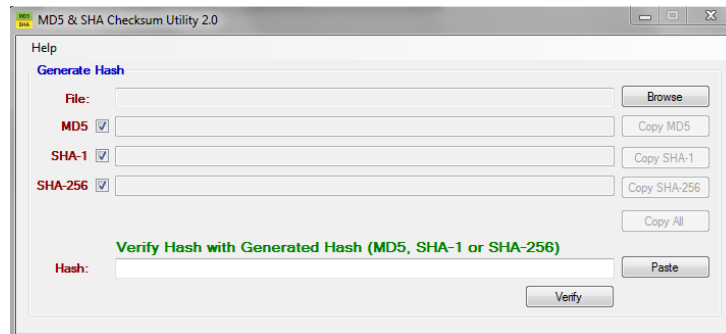 MD5
SHA
MD5 & SHA Checksum Utility 2.0
Help
Generate Hash
File: Browse
MD5 Copy MD5
SHA-1 Copy SHA-1
SHA-256 Copy SHA-256
Copy All
Verify Hash with Generated Hash (MD5, SHA-1 or SHA-256)
Hash: Paste
Verify